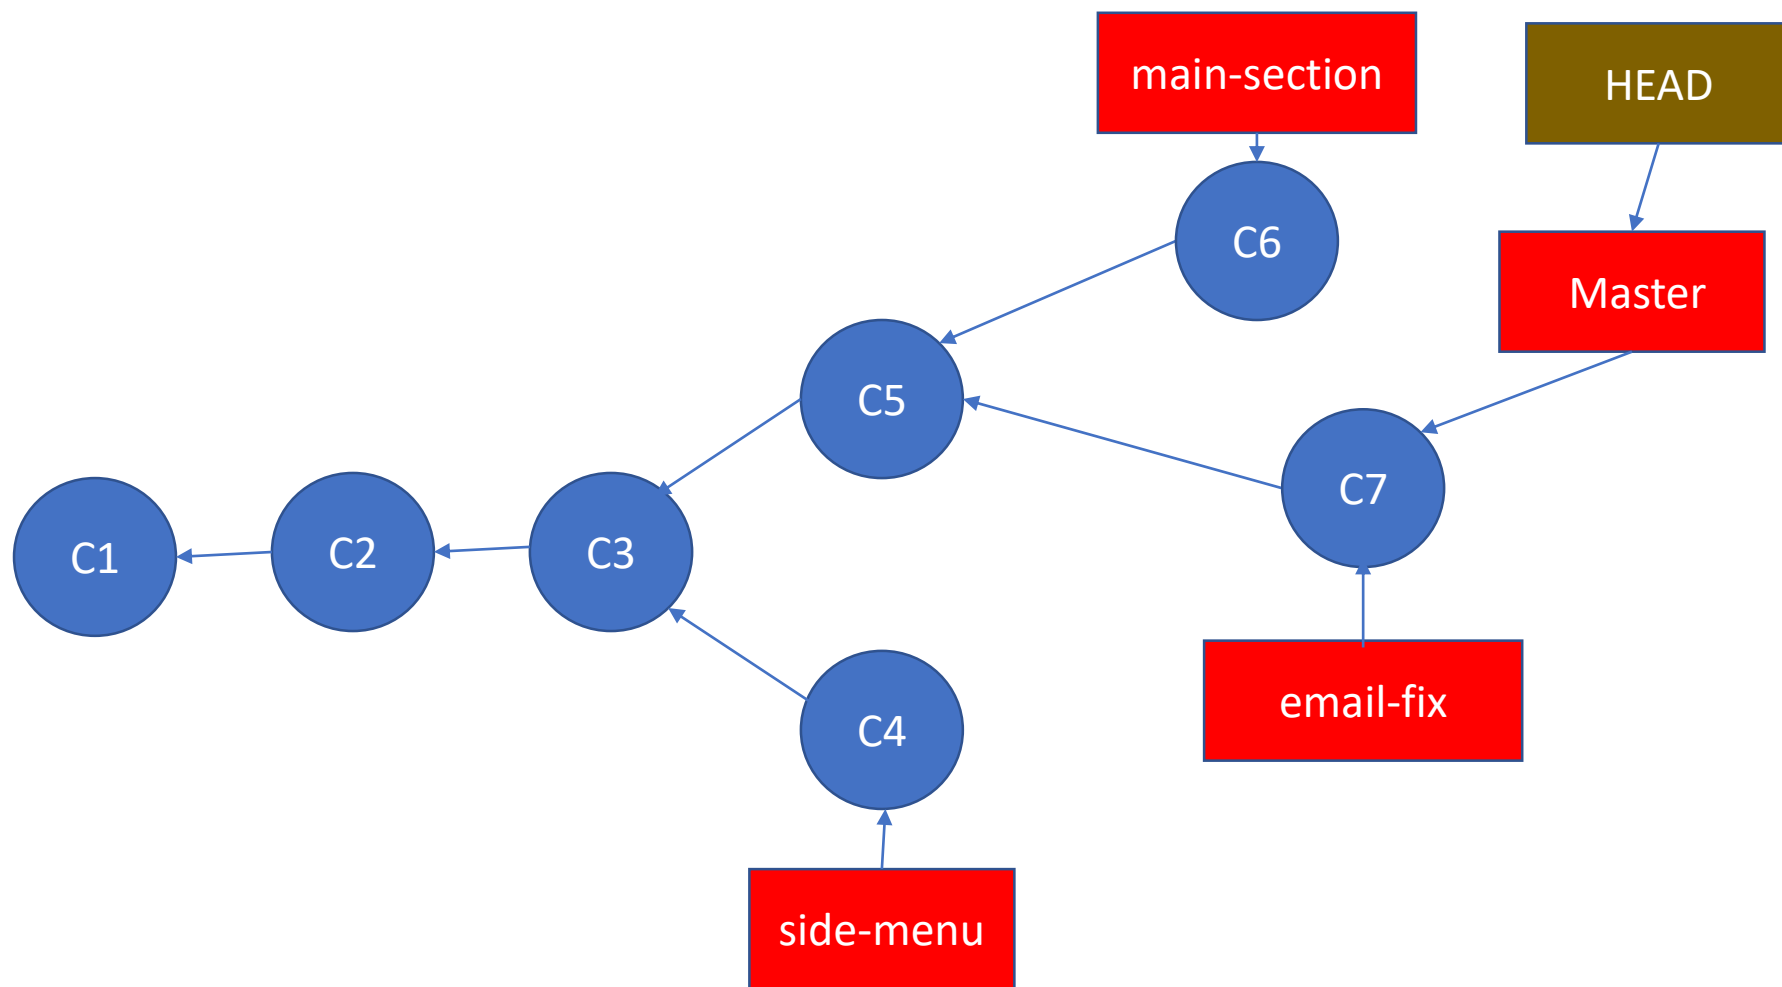 main-section
HEAD
C6
Master
C5
C7
C1
C2
C3
email-fix
C4
side-menu